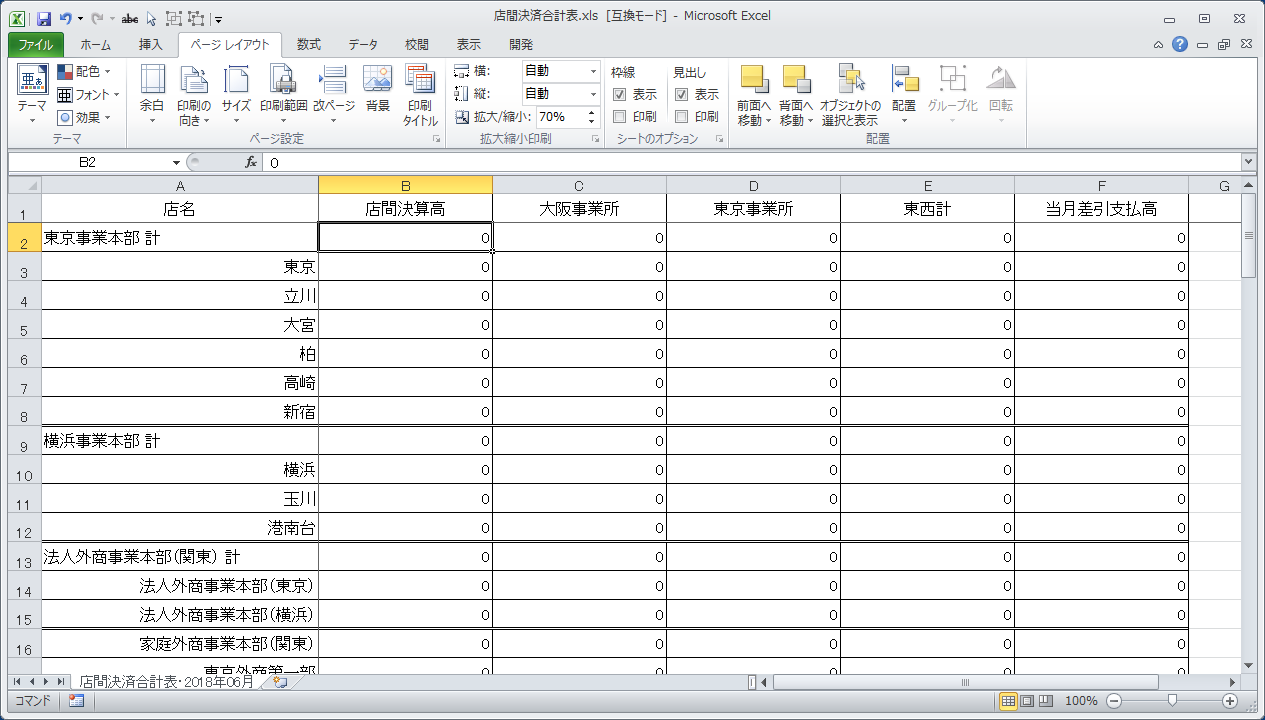 店間決済合計表.xls [互換モード] - Microsoft Excel
ファイル ホーム 挿入 ページ レイアウト 数式 データ 校閲 表示 開発
テーマ 配色 フォント 効果 テーマ
余白 印刷の向き サイズ 印刷範囲 改ページ 背景 印刷タイトル ページ設定
横: 自動 縦: 自動 拡大/縮小: 70% 拡大縮小印刷
枠線 表示 印刷 見出し 表示 印刷 シートのオプション
前面へ移動 背面へ移動 オブジェクトの選択と表示 配置 グループ化 回転 配置
B2 fx 0
A B C D E F G
1 店名 店間決算高 大阪事業所 東京事業所 東西計 当月差引支払高
2 東京事業本部 計 0 0 0 0 0
3 東京 0 0 0 0 0
4 立川 0 0 0 0 0
5 大宮 0 0 0 0 0
6 柏 0 0 0 0 0
7 高崎 0 0 0 0 0
8 新宿 0 0 0 0 0
9 横浜事業本部 計 0 0 0 0 0
10 横浜 0 0 0 0 0
11 玉川 0 0 0 0 0
12 港南台 0 0 0 0 0
13 法人外商事業本部(関東) 計 0 0 0 0 0
14 法人外商事業本部(東京) 0 0 0 0 0
15 法人外商事業本部(横浜) 0 0 0 0 0
16 家庭外商事業本部(関東) 0 0 0 0 0
東京外商第一部 0 0 0 0 0
店間決済合計表・2018年06月
コマンド 100%